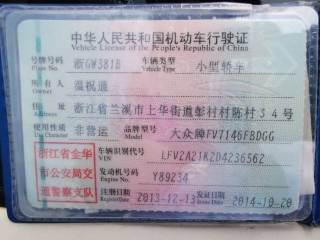 中华人民共和国机动车行驶证
Vehicle License of the People's Republic of China
号牌号码 浙GW381B 车辆类型 小型轿车
Plate No. Vehicle Type
所有人 温祝通
Owner
住址 浙江省兰溪市上华街道彭村村陈村34号
Address
使用性质 非营运 品牌型号 大众牌FV7146FBDGG
Use Character Model
浙江省金华 车辆识别代号 LFV2A21K2D4236562
VIN
市公安局交 发动机号码 Y89234
Engine No.
通警察支队 注册日期 2013-12-13 发证日期 2014-10-20
Register Date Issue Date